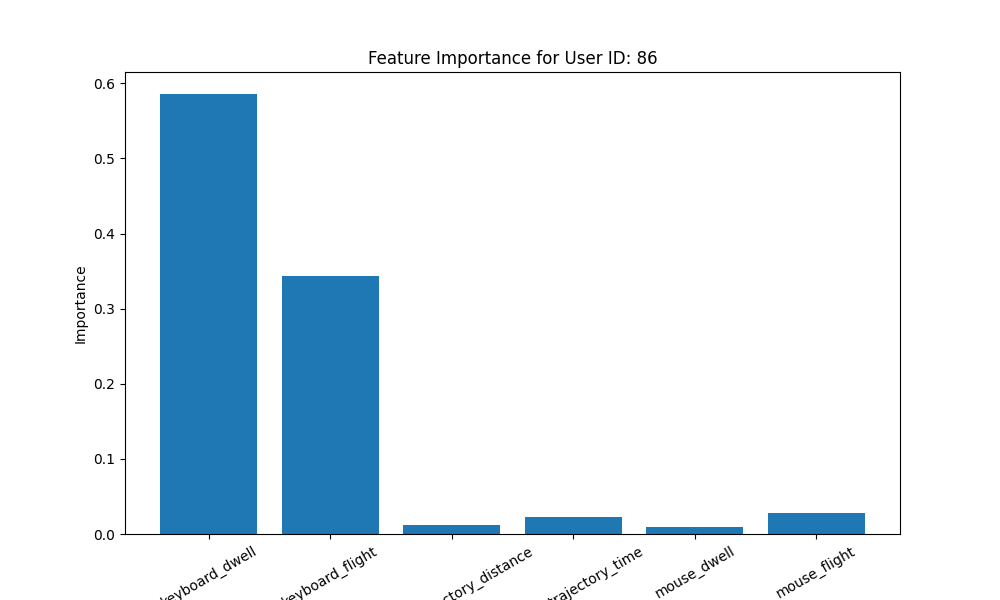 Feature Importance for User ID: 86
Importance
0.6
0.5
0.4
0.3
0.2
0.1
0.0
keyboard_dwell
keyboard_flight
ctory_distance
trajectory_time
mouse_dwell
mouse_flight